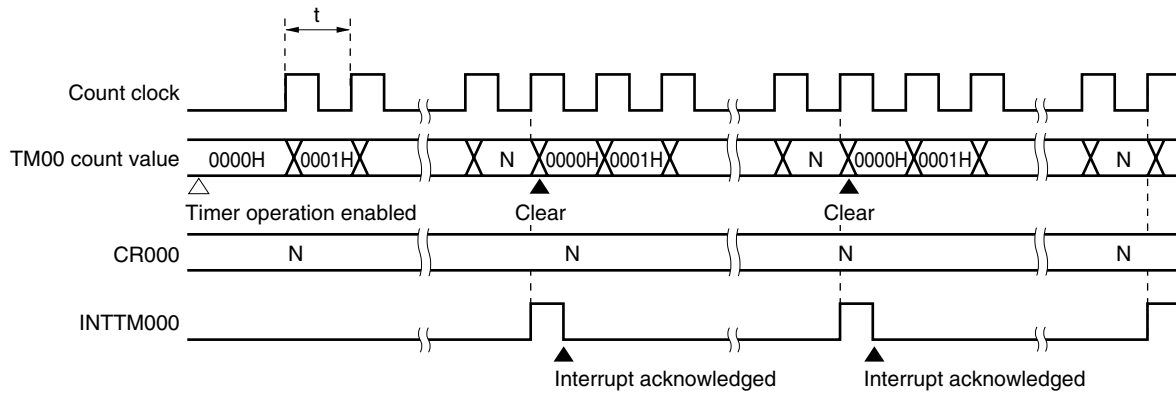 t
Count clock
TM00 count value 0000H 0001H N 0000H 0001H N 0000H 0001H N
Timer operation enabled Clear Clear
CR000 N N N N
INTTM000
Interrupt acknowledged Interrupt acknowledged